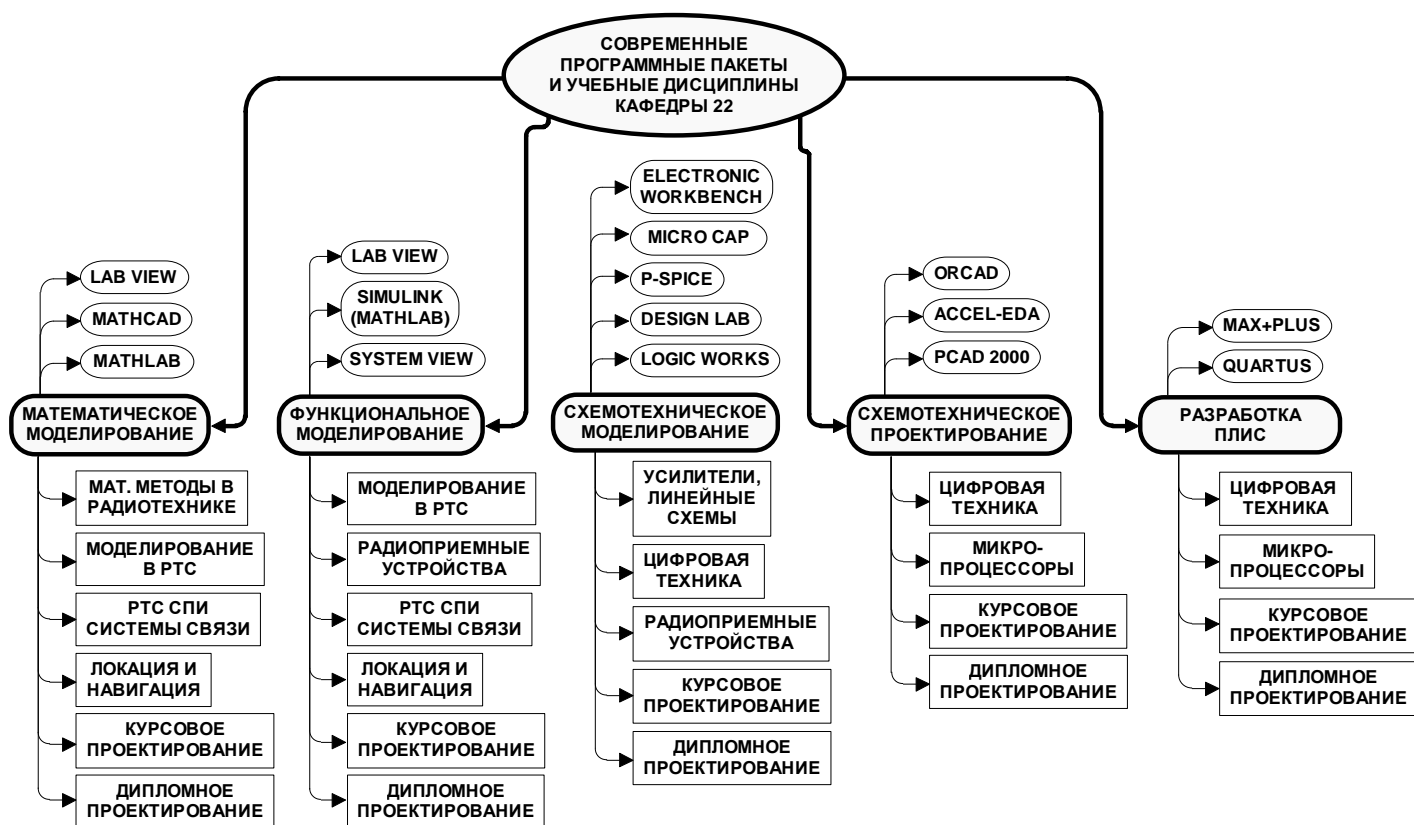 СОВРЕМЕННЫЕ
ПРОГРАММНЫЕ ПАКЕТЫ
И УЧЕБНЫЕ ДИСЦИПЛИНЫ
КАФЕДРЫ 22
LAB VIEW
MATHCAD
MATHLAB
МАТЕМАТИЧЕСКОЕ
МОДЕЛИРОВАНИЕ
МАТ. МЕТОДЫ В
РАДИОТЕХНИКЕ
МОДЕЛИРОВАНИЕ
В РТС
РТС СПИ
СИСТЕМЫ СВЯЗИ
ЛОКАЦИЯ И
НАВИГАЦИЯ
КУРСОВОЕ
ПРОЕКТИРОВАНИЕ
ДИПЛОМНОЕ
ПРОЕКТИРОВАНИЕ
LAB VIEW
SIMULINK
(MATHLAB)
SYSTEM VIEW
ФУНКЦИОНАЛЬНОЕ
МОДЕЛИРОВАНИЕ
МОДЕЛИРОВАНИЕ
В РТС
РАДИОПРИЕМНЫЕ
УСТРОЙСТВА
РТС СПИ
СИСТЕМЫ СВЯЗИ
ЛОКАЦИЯ И
НАВИГАЦИЯ
КУРСОВОЕ
ПРОЕКТИРОВАНИЕ
ДИПЛОМНОЕ
ПРОЕКТИРОВАНИЕ
ELECTRONIC
WORKBENCH
MICRO CAP
P-SPICE
DESIGN LAB
LOGIC WORKS
СХЕМОТЕХНИЧЕСКОЕ
МОДЕЛИРОВАНИЕ
УСИЛИТЕЛИ,
ЛИНЕЙНЫЕ
СХЕМЫ
ЦИФРОВАЯ
ТЕХНИКА
РАДИОПРИЕМНЫЕ
УСТРОЙСТВА
КУРСОВОЕ
ПРОЕКТИРОВАНИЕ
ДИПЛОМНОЕ
ПРОЕКТИРОВАНИЕ
ORCAD
ACCEL-EDA
PCAD 2000
СХЕМОТЕХНИЧЕСКОЕ
ПРОЕКТИРОВАНИЕ
ЦИФРОВАЯ
ТЕХНИКА
МИКРО-
ПРОЦЕССОРЫ
КУРСОВОЕ
ПРОЕКТИРОВАНИЕ
ДИПЛОМНОЕ
ПРОЕКТИРОВАНИЕ
MAX+PLUS
QUARTUS
РАЗРАБОТКА
ПЛИС
ЦИФРОВАЯ
ТЕХНИКА
МИКРО-
ПРОЦЕССОРЫ
КУРСОВОЕ
ПРОЕКТИРОВАНИЕ
ДИПЛОМНОЕ
ПРОЕКТИРОВАНИЕ